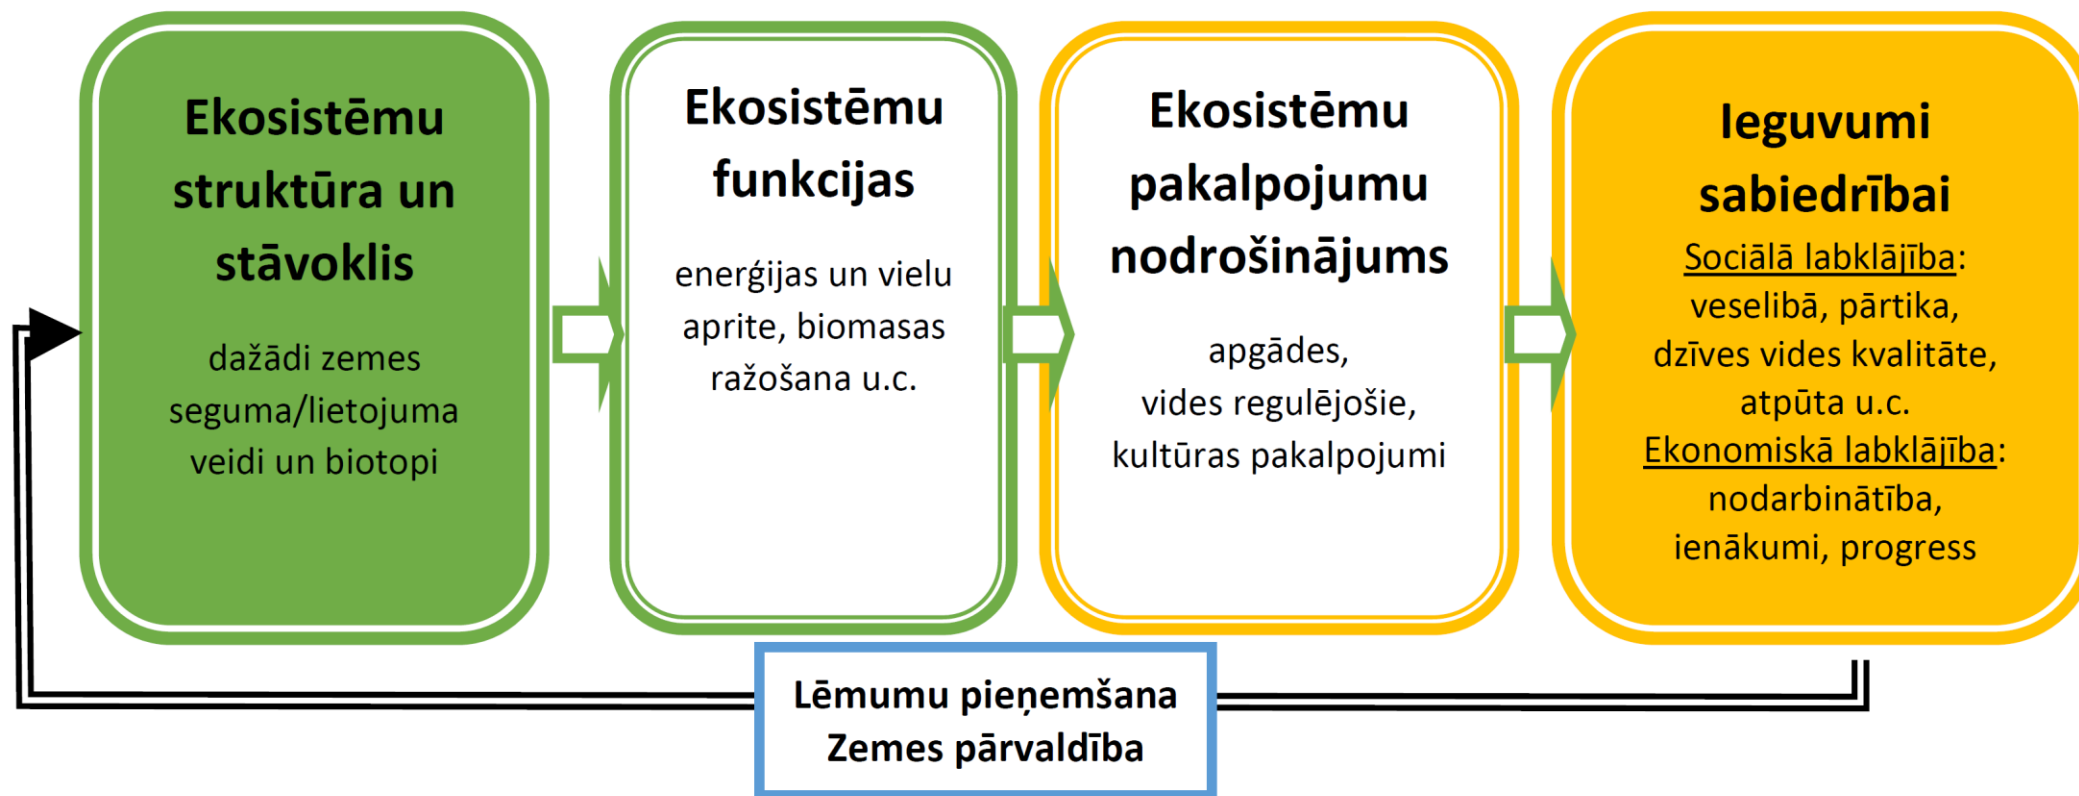 Ekosistēmu
struktūra un
stāvoklis
dažādi zemes
seguma/lietojuma
veidi un biotopi
Ekosistēmu
funkcijas
enerģijas un vielu
aprite, biomasas
ražošana u.c.
Ekosistēmu
pakalpojumu
nodrošinājums
apgādes,
vides regulējošie,
kultūras pakalpojumi
Ieguvumi
sabiedrībai
Sociālā labklājība:
veselibā, pārtika,
dzīves vides kvalitāte,
atpūta u.c.
Ekonomiskā labklājība:
nodarbinātība,
ienākumi, progress
Lēmumu pieņemšana
Zemes pārvaldība